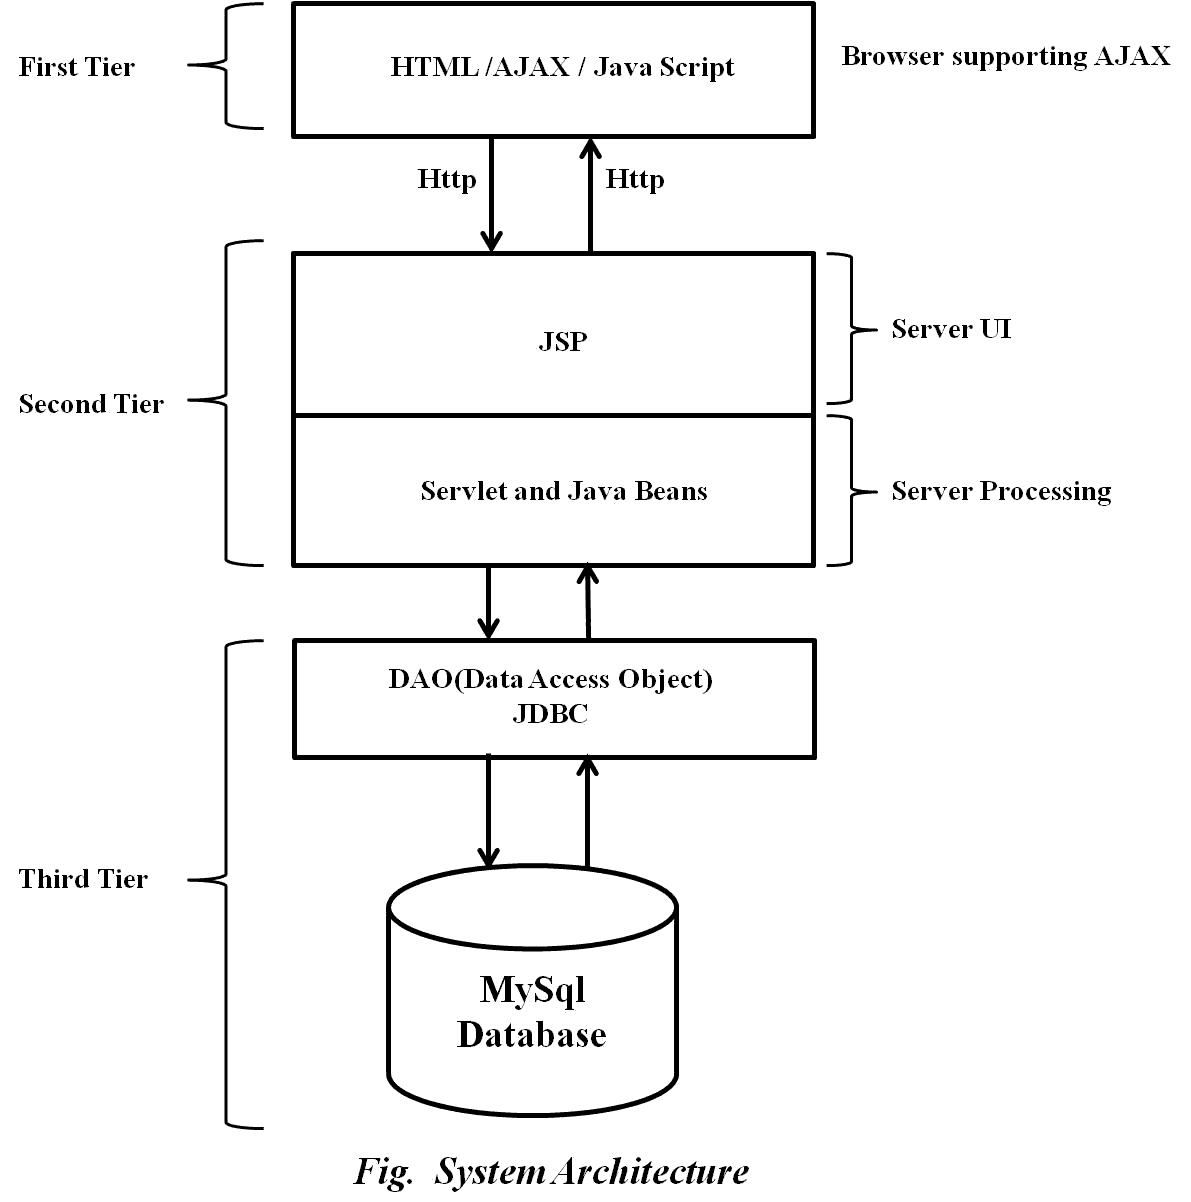 First Tier
HTML /AJAX / Java Script
Browser supporting AJAX
Http
Http
JSP
Server UI
Second Tier
Servlet and Java Beans
Server Processing
DAO(Data Access Object)
JDBC
Third Tier
MySql
Database
Fig. System Architecture